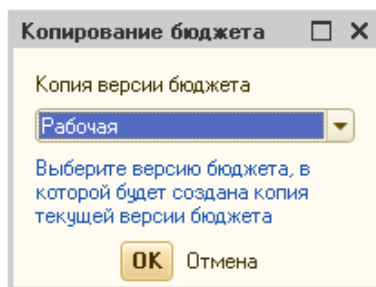 Копирование бюджета
Копия версии бюджета
Рабочая
Выберите версию бюджета, в
которой будет создана копия
текущей версии бюджета
OK Отмена